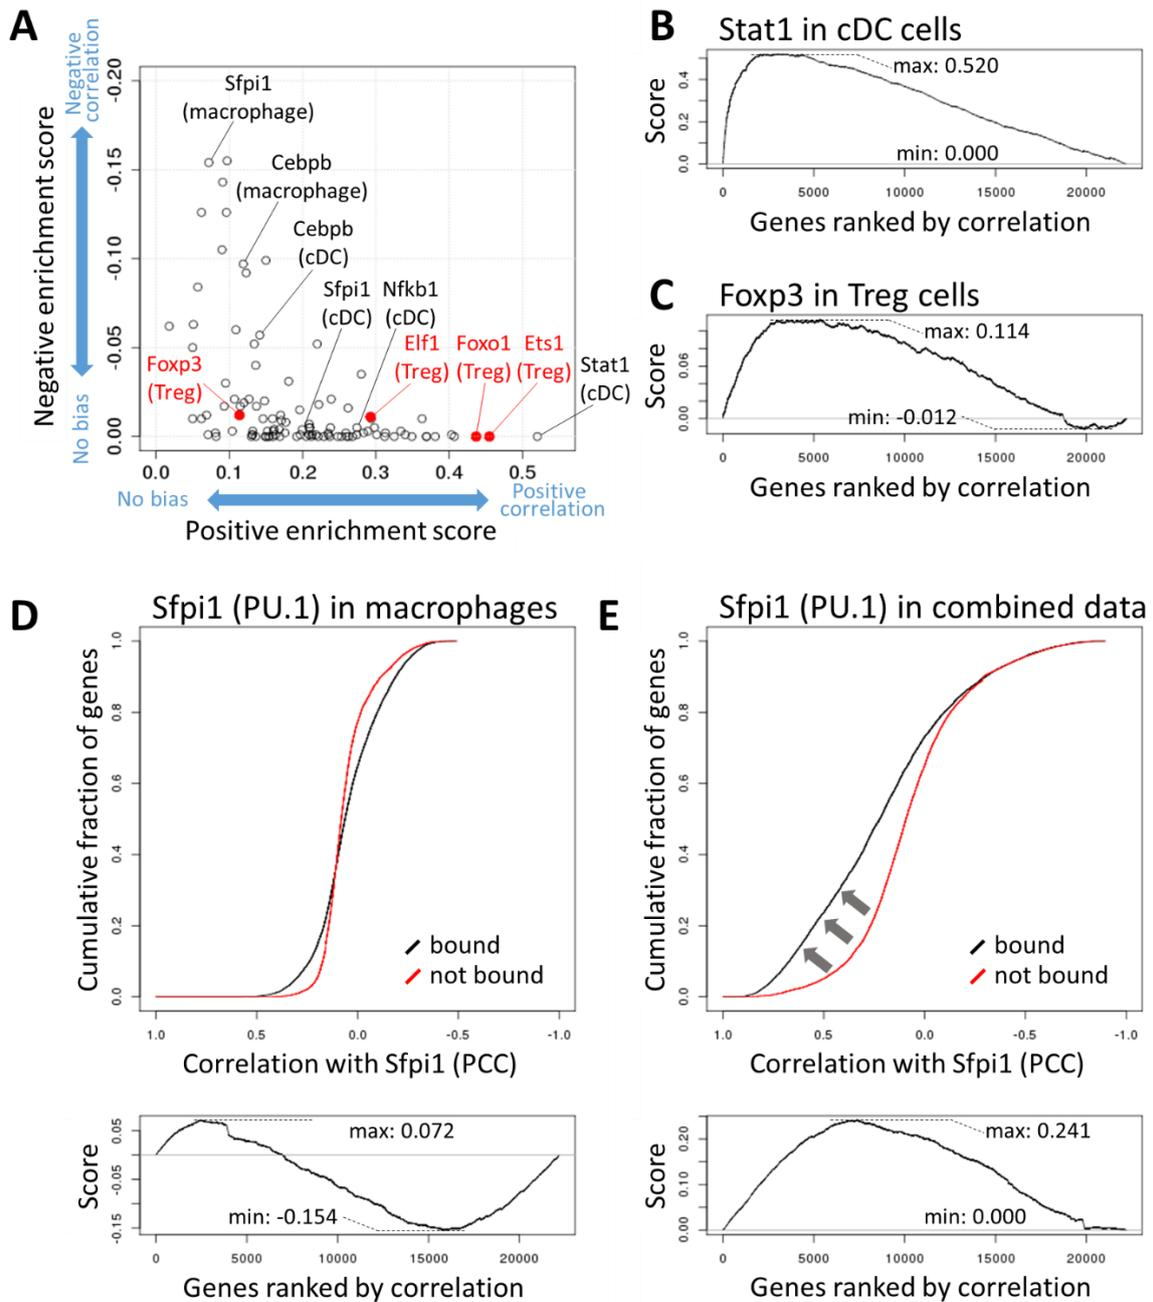 A
Negative correlation
Negative enrichment score
No bias
-0.20
-0.15
-0.10
-0.05
0.00
Sfpi1
(macrophage)
Cebpb
(macrophage)
Cebpb
(cDC)
Sfpi1
(cDC)
Nfkb1
(cDC)
Foxp3
(Treg)
Elf1
(Treg)
Foxo1
(Treg)
Ets1
(Treg)
Stat1
(cDC)
0.0 0.1 0.2 0.3 0.4 0.5
No bias
Positive
correlation
Positive enrichment score
B
Stat1 in cDC cells
Score
0.4
0.2
0.0
max: 0.520
min: 0.000
0 5000 10000 15000 20000
Genes ranked by correlation
C
Foxp3 in Treg cells
Score
0.06
0.00
max: 0.114
min: -0.012
0 5000 10000 15000 20000
Genes ranked by correlation
D
Sfpi1 (PU.1) in macrophages
Cumulative fraction of genes
1.0
0.8
0.6
0.4
0.2
0.0
bound
not bound
1.0 0.5 0.0 -0.5 -1.0
Correlation with Sfpi1 (PCC)
Score
0.05
-0.05
-0.15
max: 0.072
min: -0.154
0 5000 10000 15000 20000
Genes ranked by correlation
E
Sfpi1 (PU.1) in combined data
Cumulative fraction of genes
1.0
0.8
0.6
0.4
0.2
0.0
bound
not bound
1.0 0.5 0.0 -0.5 -1.0
Correlation with Sfpi1 (PCC)
Score
0.20
0.10
0.00
max: 0.241
min: 0.000
0 5000 10000 15000 20000
Genes ranked by correlation